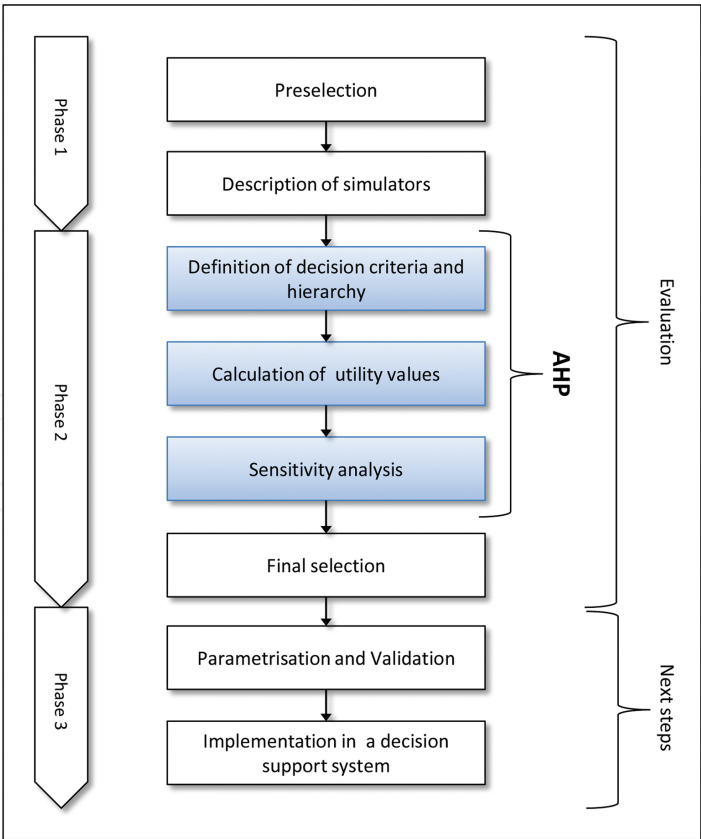 Phase 1
Preselection
Description of simulators
Phase 2
Definition of decision criteria and
hierarchy
Calculation of utility values
Sensitivity analysis
AHP
Final selection
Evaluation
Phase 3
Parametrisation and Validation
Implementation in a decision
support system
Next steps